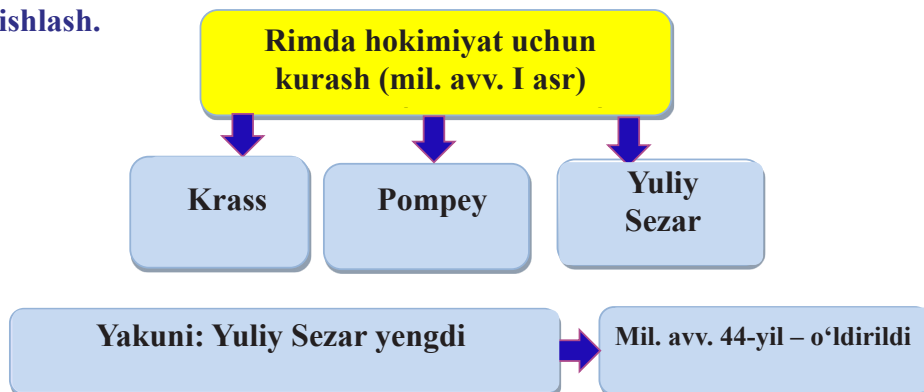 ishlash.
Rimda hokimiyat uchun
kurash (mil. avv. I asr)
Krass
Pompey
Yuliy
Sezar
Yakuni: Yuliy Sezar yengdi
Mil. avv. 44-yil – o‘ldirildi